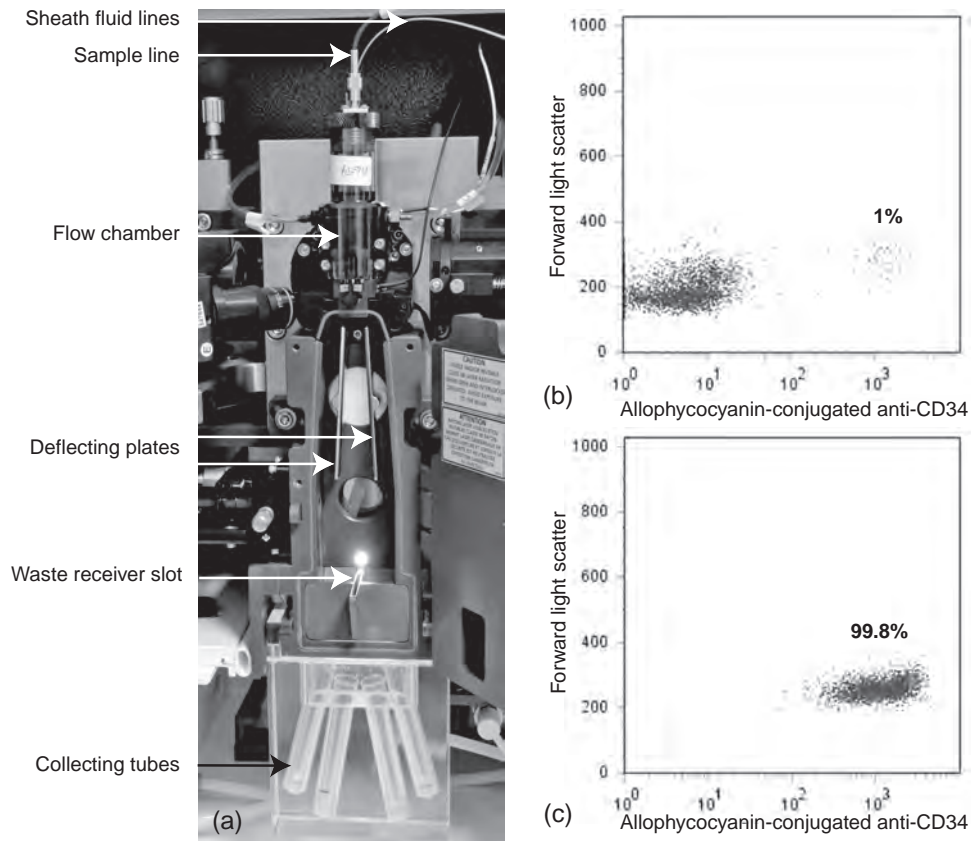 Sheath fluid lines
Sample line
Flow chamber
Deflecting plates
Waste receiver slot
Collecting tubes
(a)
CAUTION
ATTENTION
(b)
Forward light scatter
1000
800
600
400
200
0
1%
10^0
10^1
10^2
10^3
Allophycocyanin-conjugated anti-CD34
(c)
Forward light scatter
1000
800
600
400
200
0
99.8%
10^0
10^1
10^2
10^3
Allophycocyanin-conjugated anti-CD34